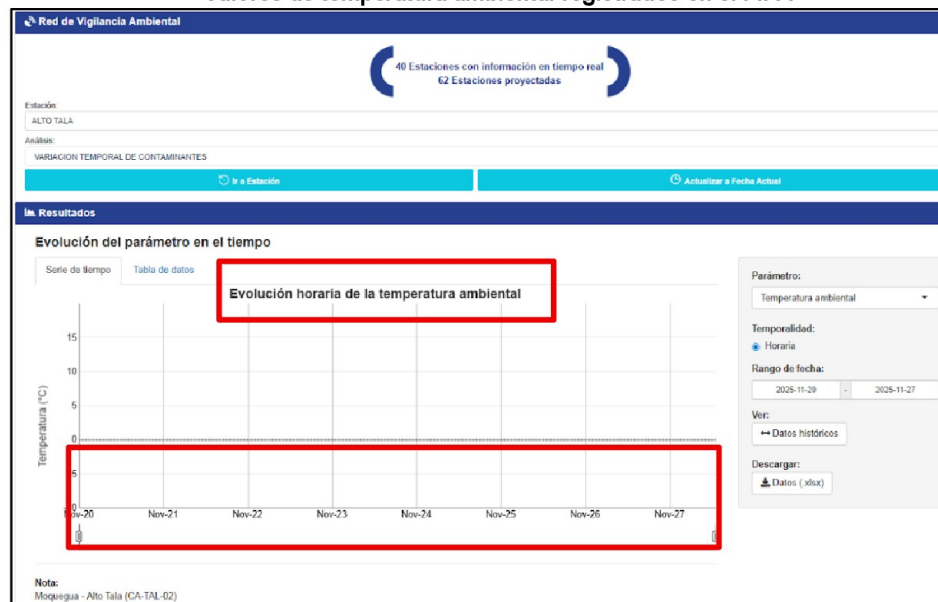 Red de Vigilancia Ambiental
40 Estaciones con información en tiempo real
62 Estaciones proyectadas
Estación:
ALTO TALA
Análisis:
VARIACION TEMPORAL DE CONTAMINANTES
Ir a Estación
Actualizar a Fecha Actual
Resultados
Evolución del parámetro en el tiempo
Serie de tiempo
Tabla de datos
Evolución horaria de la temperatura ambiental
Temperatura (°C)
15
10
5
0
5
0
Nov-20 Nov-21 Nov-22 Nov-23 Nov-24 Nov-25 Nov-26 Nov-27
Parámetro:
Temperatura ambiental
Temporalidad:
Horaria
Rango de fecha:
2025-11-20 - 2025-11-27
Ver:
Datos históricos
Descargar:
Datos (.xlsx)
Nota:
Moquegua - Alto Tala (CA-TAL-02)